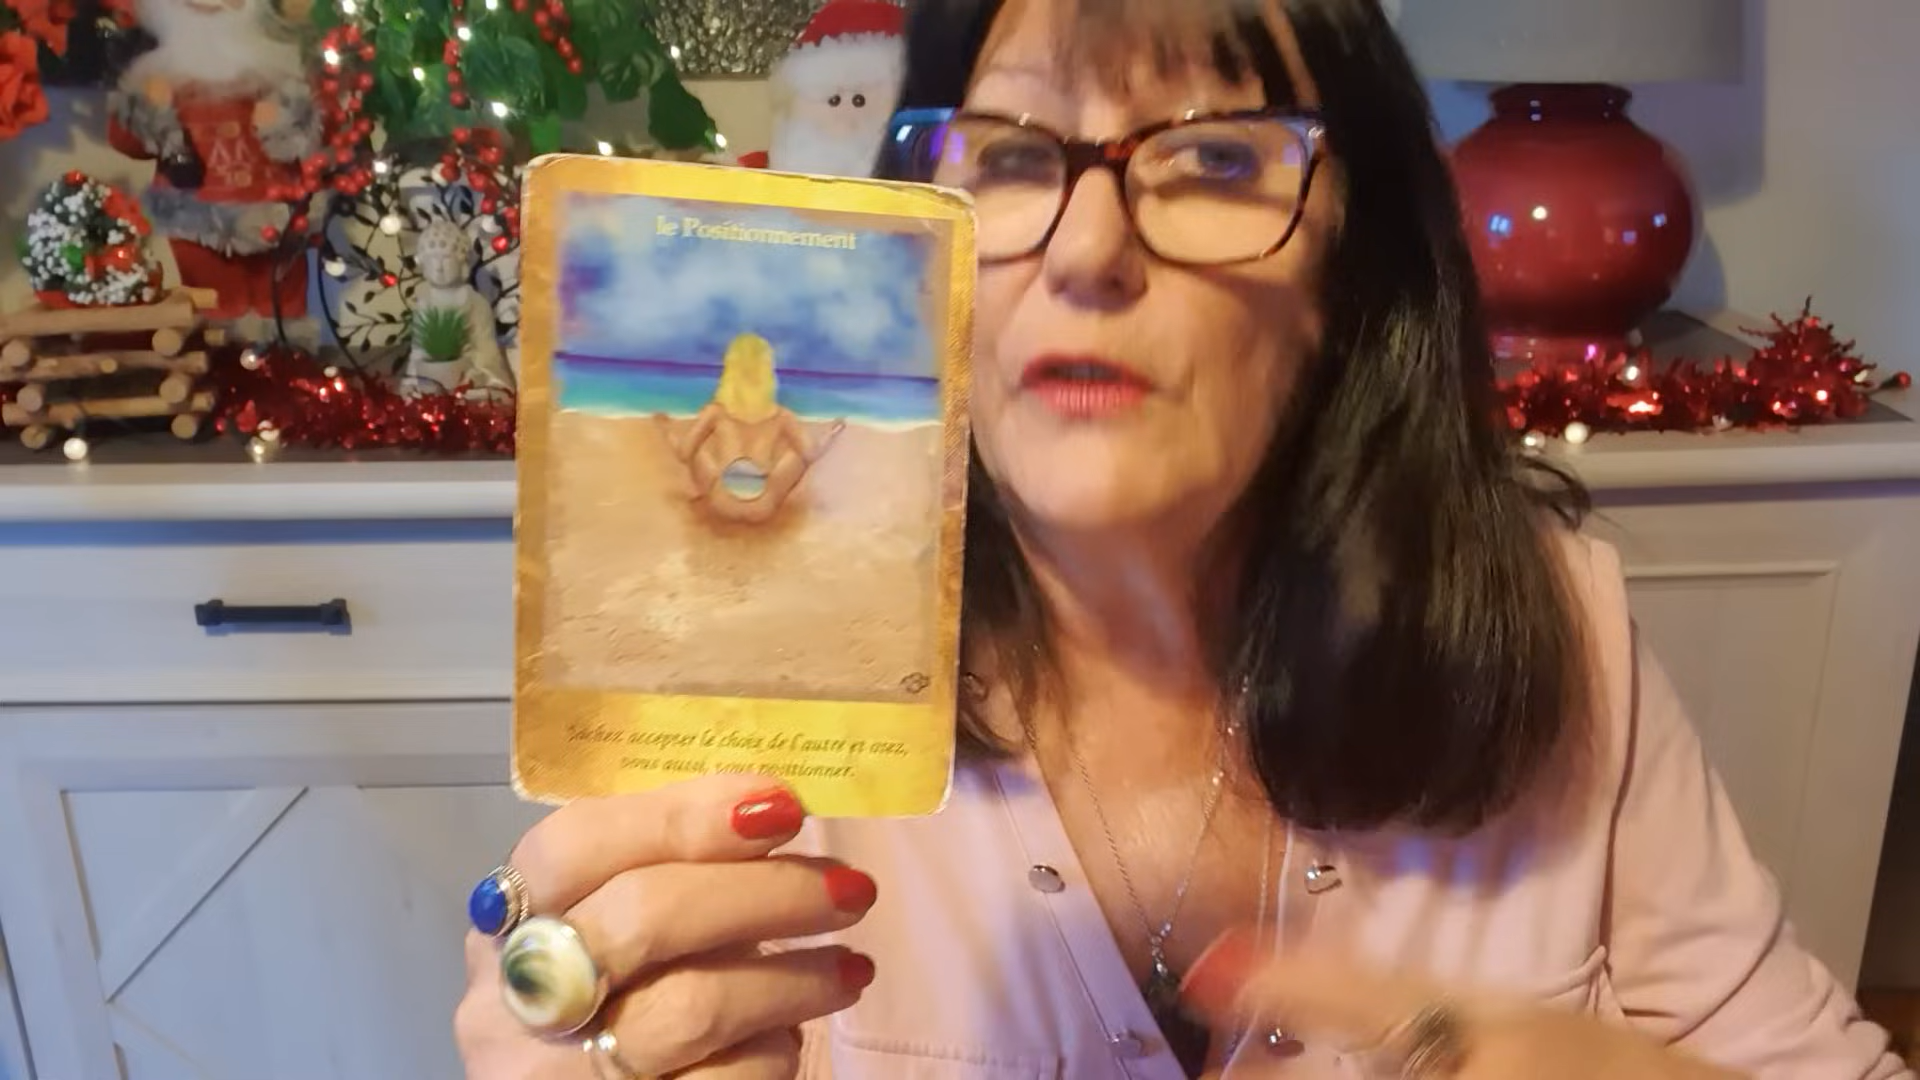 le Positionnement
Sachez accepter le choix de l'autre et osez,
vous aussi, vous positionner.